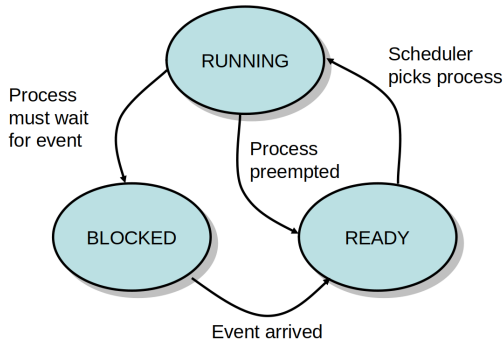 RUNNING
Scheduler
picks process
Process
must wait
for event
Process
preempted
BLOCKED
READY
Event arrived